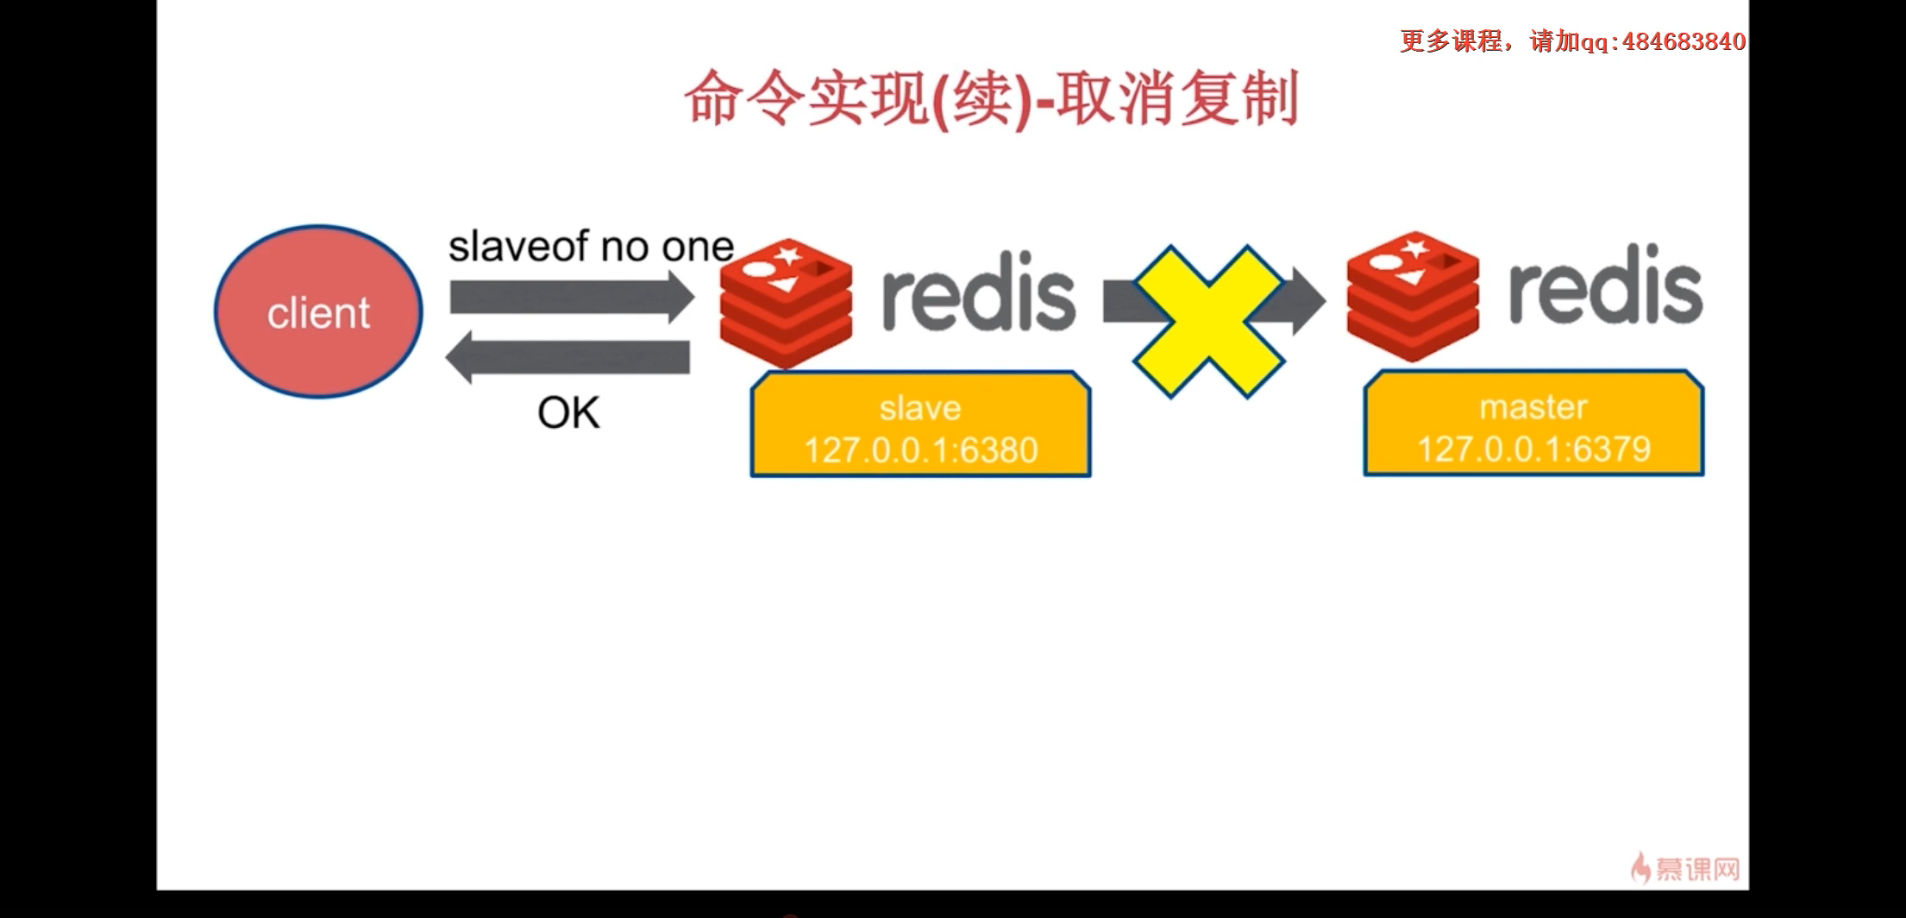 更多课程，请加qq:484683840
命令实现(续)-取消复制
client
slaveof no one
OK
redis
slave
127.0.0.1:6380
redis
master
127.0.0.1:6379
慕课网